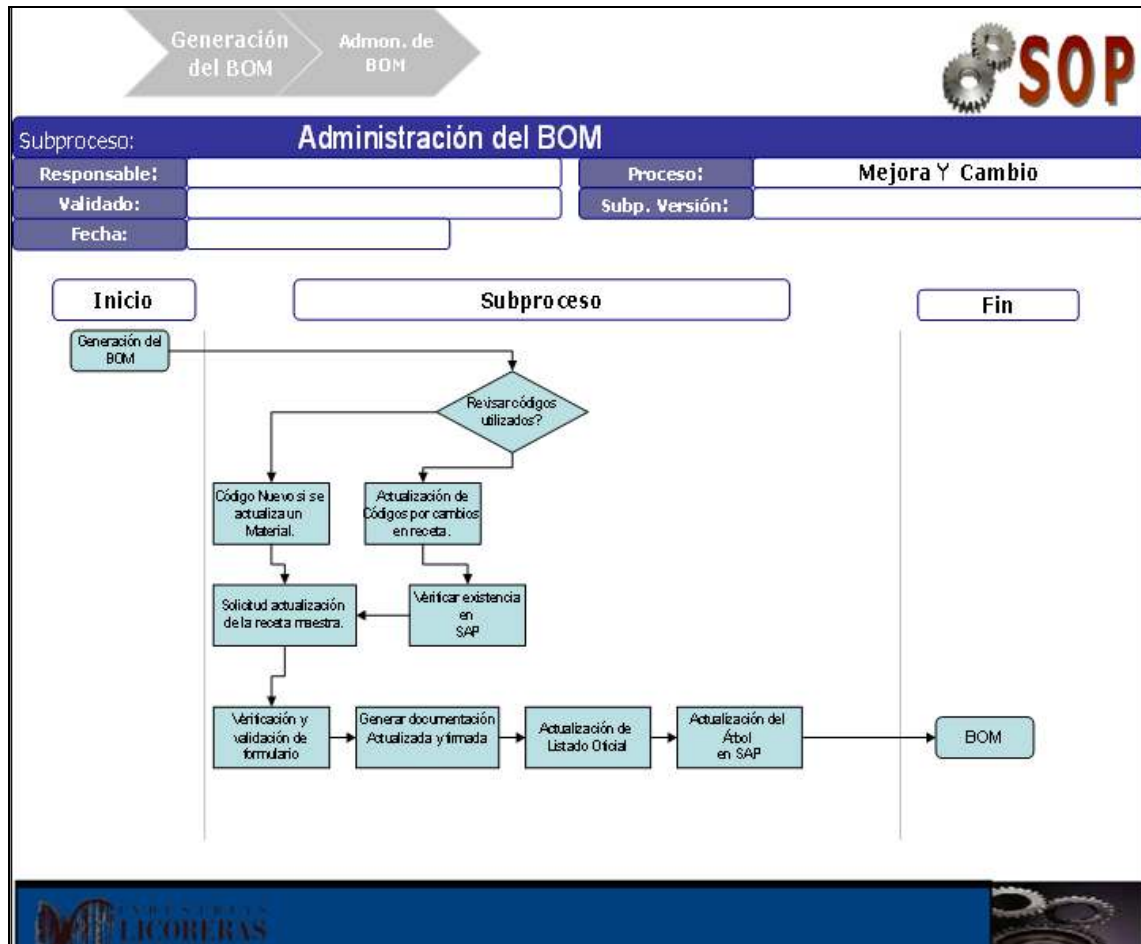 Generación
del BOM
Admon. de
BOM
SOP
Subproceso:
Administración del BOM
Responsable:
Proceso:
Mejora Y Cambio
Validado:
Subp. Versión:
Fecha:
Inicio
Subproceso
Fin
Generación del
BOM
Revisar códigos
utilizados?
Código Nuevo si se
actualiza un
Material.
Actualización de
Códigos por cambios
en receta.
Solicitud actualización
de la receta maestra.
Verificar existencia
en
SAP
Verificación y
validación de
formulario
Generar documentación
Actualizada y firmada
Actualización de
Listado Oficial
Actualización del
Árbol
en SAP
BOM
INDUSTRIAS
LICORERAS